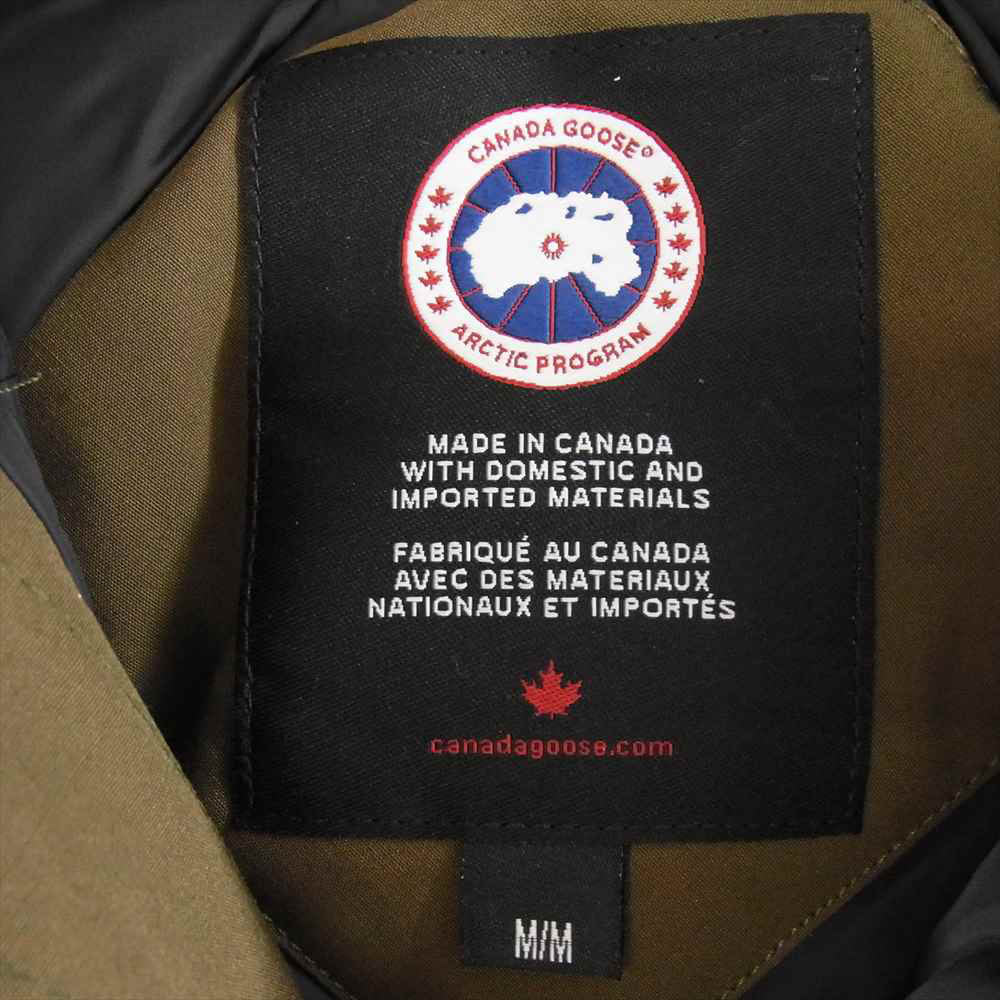 CANADA GOOSE®
ARCTIC PROGRAM
MADE IN CANADA
WITH DOMESTIC AND
IMPORTED MATERIALS
FABRIQUÉ AU CANADA
AVEC DES MATERIAUX
NATIONAUX ET IMPORTÉS
canadagoose.com
M/M